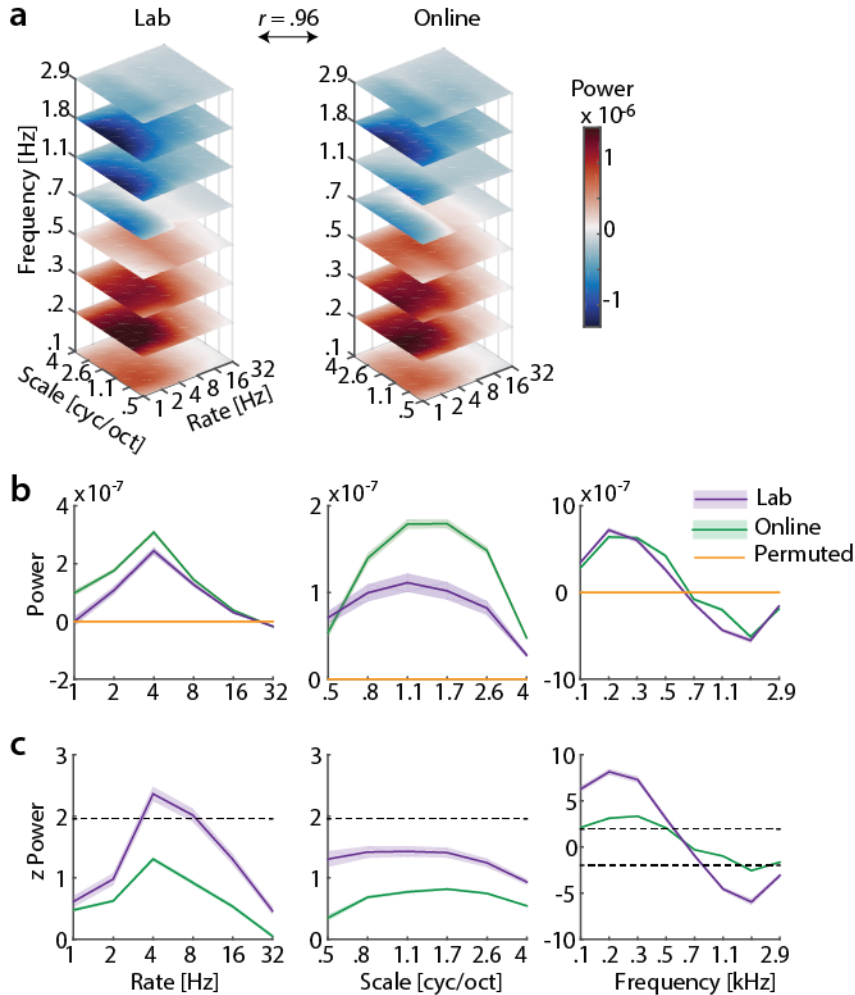 a
Lab
r = .96
Online
Power
x 10-6
1
0
-1
Frequency [Hz]
2.9
1.8
1.1
.7
.5
.3
.2
.1
4
2.6
1.1
.5
Scale [cyc/oct]
1 2 4 8 16 32
Rate [Hz]
2.9
1.8
1.1
.7
.5
.3
.2
.1
4
2.6
1.1
.5
1 2 4 8 16 32
b
Power
x10-7
4
2
0
-2
1 2 4 8 16 32
x10-7
2
1
0
.5 .8 1.1 1.7 2.6 4
x10-7
10
0
-10
.1 .2 .3 .5 .7 1.1 2.9
Lab
Online
Permuted
c
z Power
3
2
1
0
1 2 4 8 16 32
Rate [Hz]
3
2
1
0
.5 .8 1.1 1.7 2.6 4
Scale [cyc/oct]
10
5
0
-5
-10
.1 .2 .3 .5 .7 1.1 2.9
Frequency [kHz]